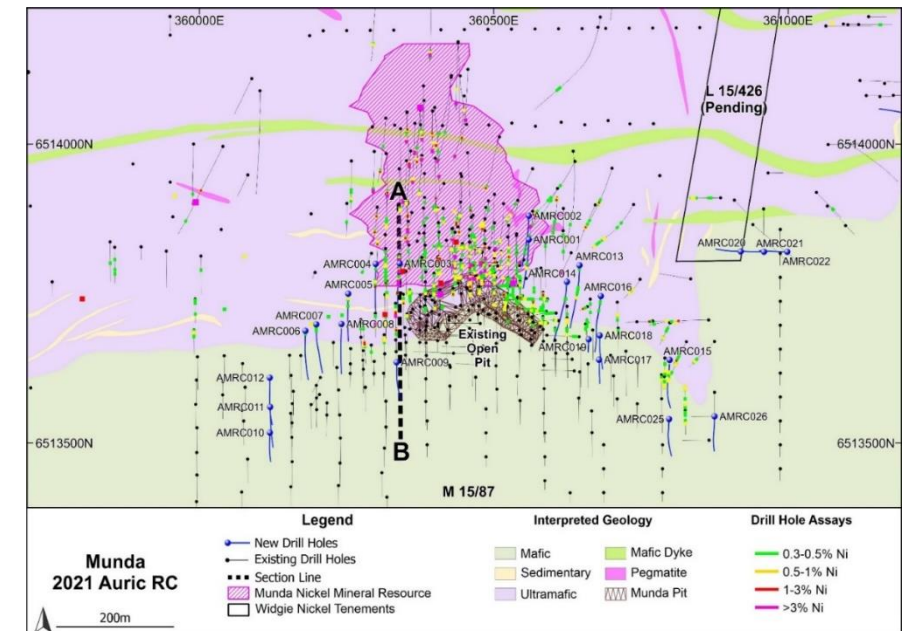 360000E 360500E 361000E
L 15/426
(Pending)
6514000N 6514000N
A
AMRC002
AMRC001
AMRC020 AMRC021
AMRC022
AMRC004 AMRC003
AMRC013
AMRC014
AMRC005
AMRC016
AMRC007
AMRC006
AMRC008
Existing
Open
Pit
AMRC018
AMRC019
AMRC017
AMRC015
AMRC009
AMRC012
AMRC011
AMRC010
AMRC025
AMRC026
6513500N 6513500N
B
M 15/87
Munda
2021 Auric RC
200m
Legend
New Drill Holes
Existing Drill Holes
Section Line
Munda Nickel Mineral Resource
Widgie Nickel Tenements
Interpreted Geology
Mafic
Sedimentary
Ultramafic
Mafic Dyke
Pegmatite
Munda Pit
Drill Hole Assays
0.3-0.5% Ni
0.5-1% Ni
1-3% Ni
>3% Ni